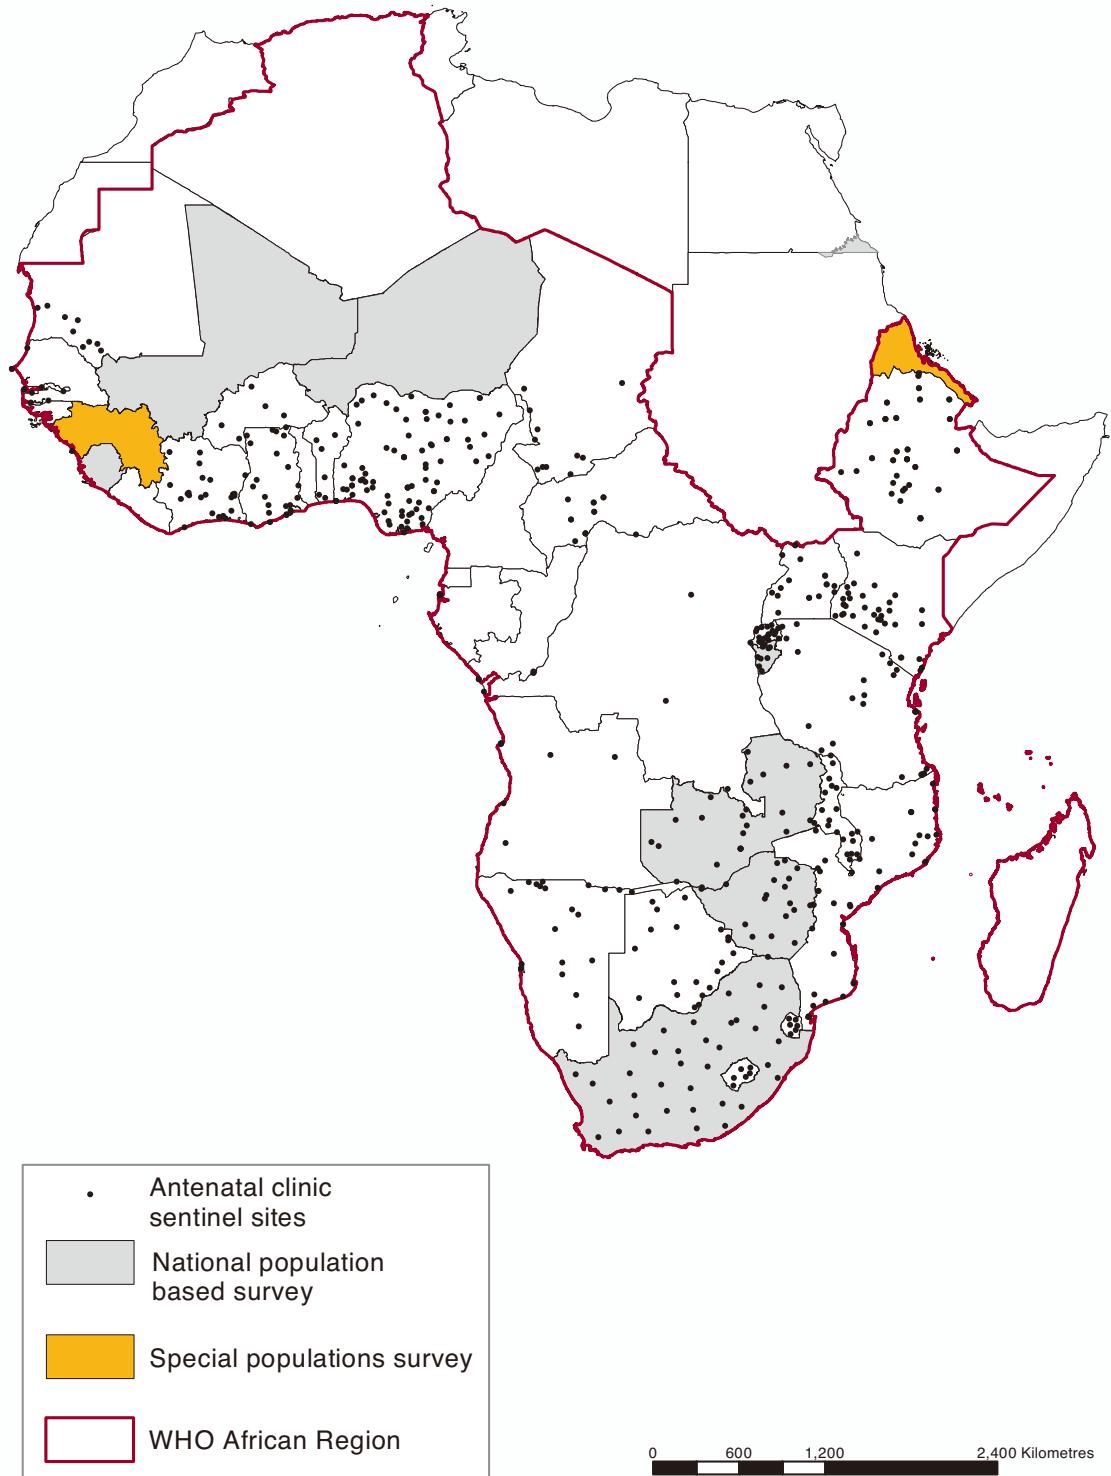 Antenatal clinic
sentinel sites
National population
based survey
Special populations survey
WHO African Region
0 600 1,200 2,400 Kilometres